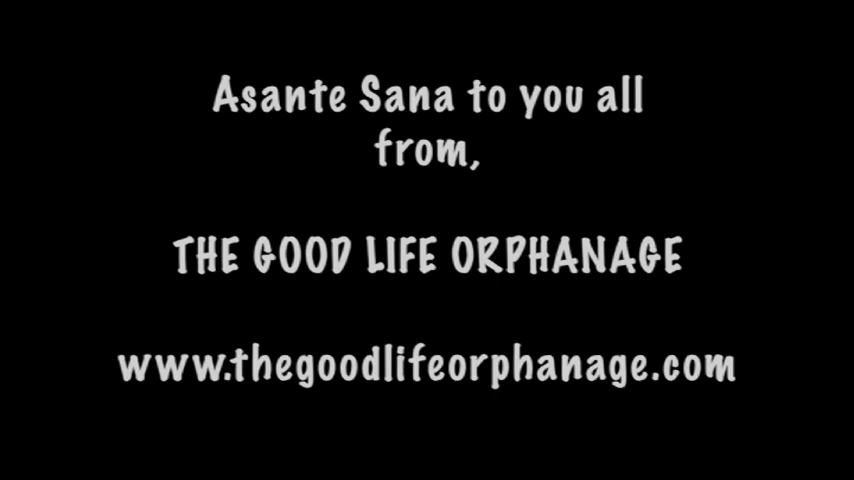 Asante Sana to you all
from,
THE GOOD LIFE ORPHANAGE
www.thegoodlifeorphanage.com